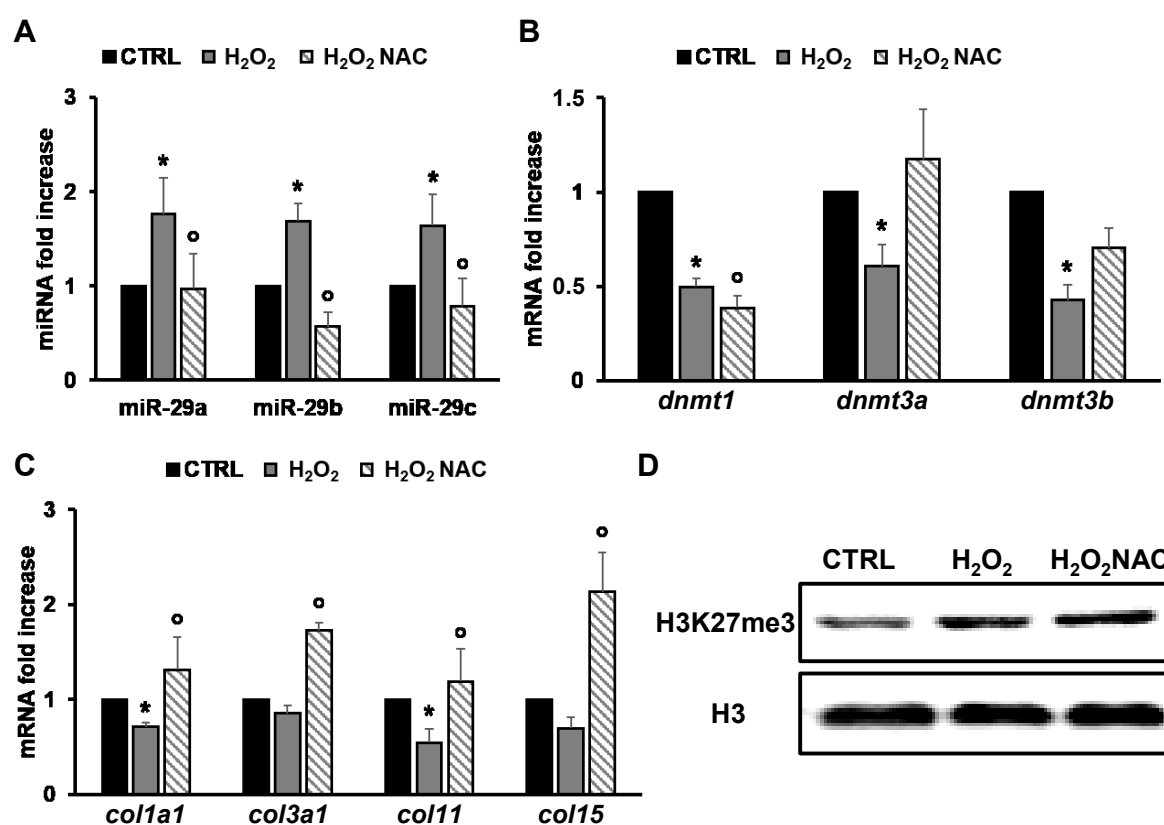 A
CTRL H₂O₂ H₂O₂ NAC
miRNA fold increase
3
2
1
0
* * *
o o o
miR-29a miR-29b miR-29c
B
CTRL H₂O₂ H₂O₂ NAC
mRNA fold increase
1.5
1
0.5
0
* * *
o
dnmt1 dnmt3a dnmt3b
C
CTRL H₂O₂ H₂O₂ NAC
mRNA fold increase
3
2
1
0
* *
o o o o
col1a1 col3a1 col11 col15
D
CTRL H₂O₂ H₂O₂NAC
H3K27me3
H3